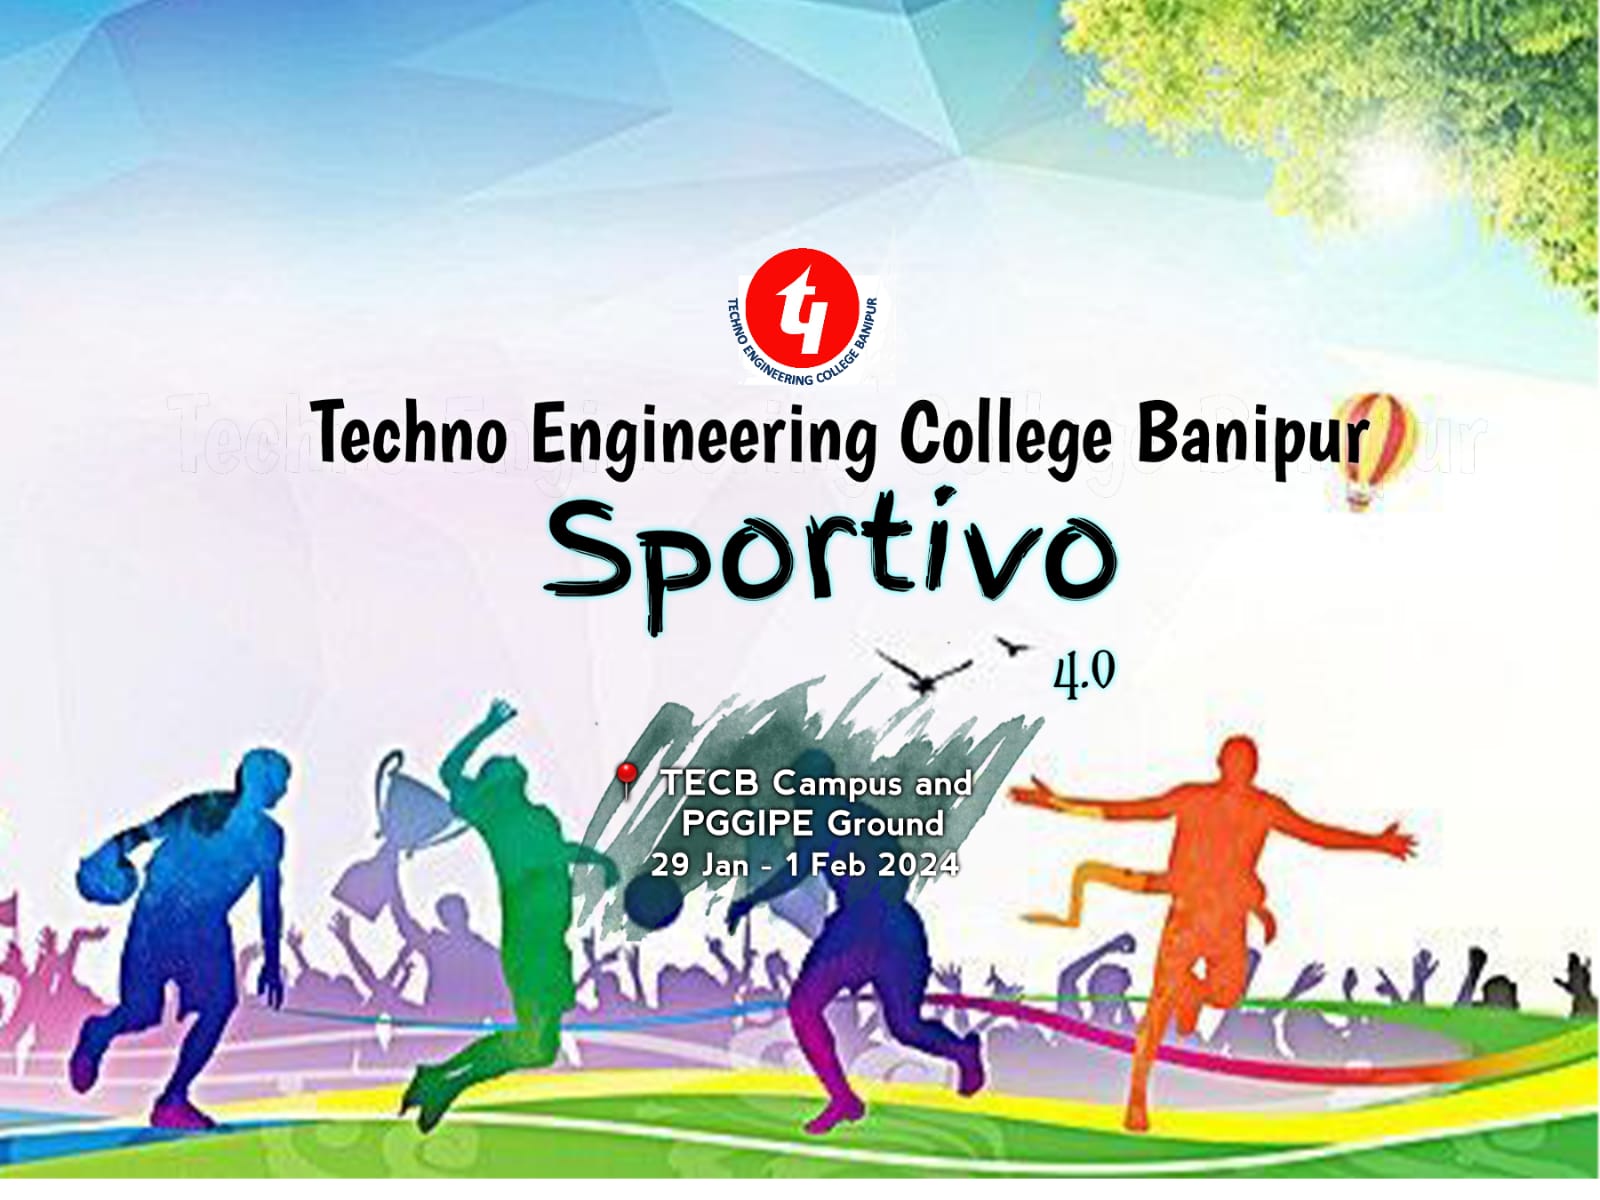 TECHNO ENGINEERING COLLEGE BANIPUR
Techno Engineering College Banipur
Sportivo
4.0
TECB Campus and
PGGIPE Ground
29 Jan - 1 Feb 2024